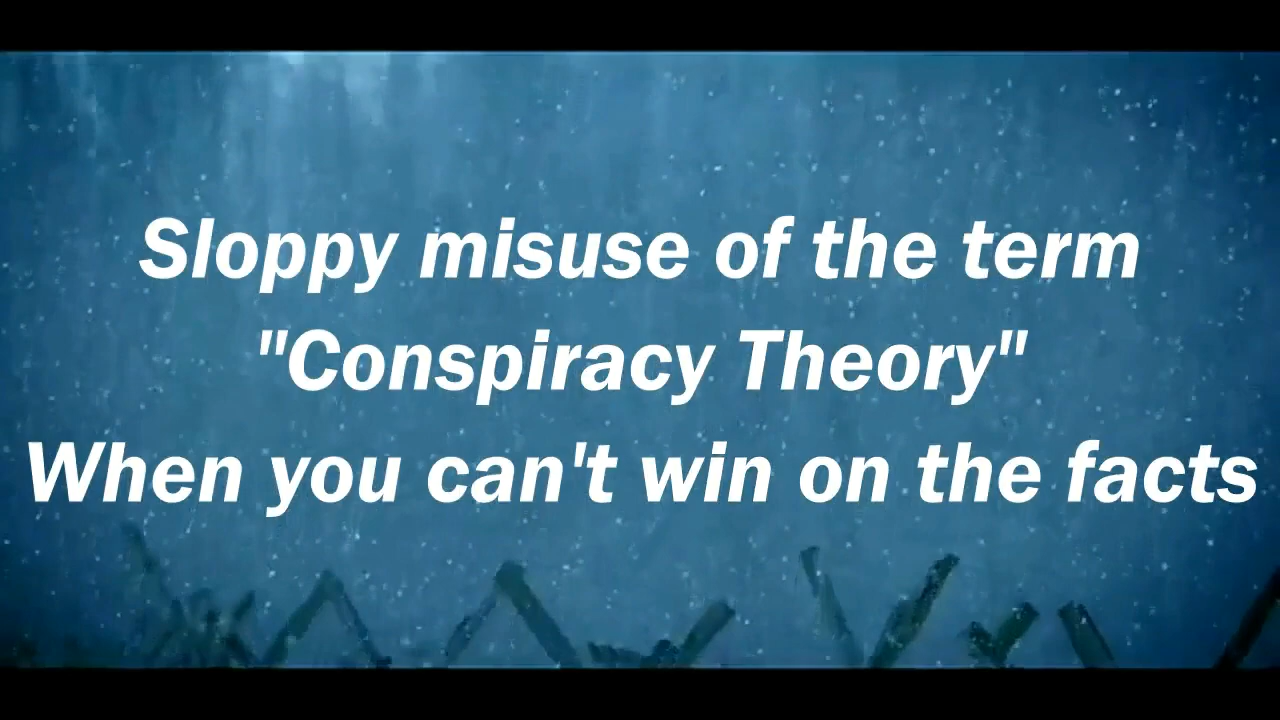 Sloppy misuse of the term
"Conspiracy Theory"
When you can't win on the facts